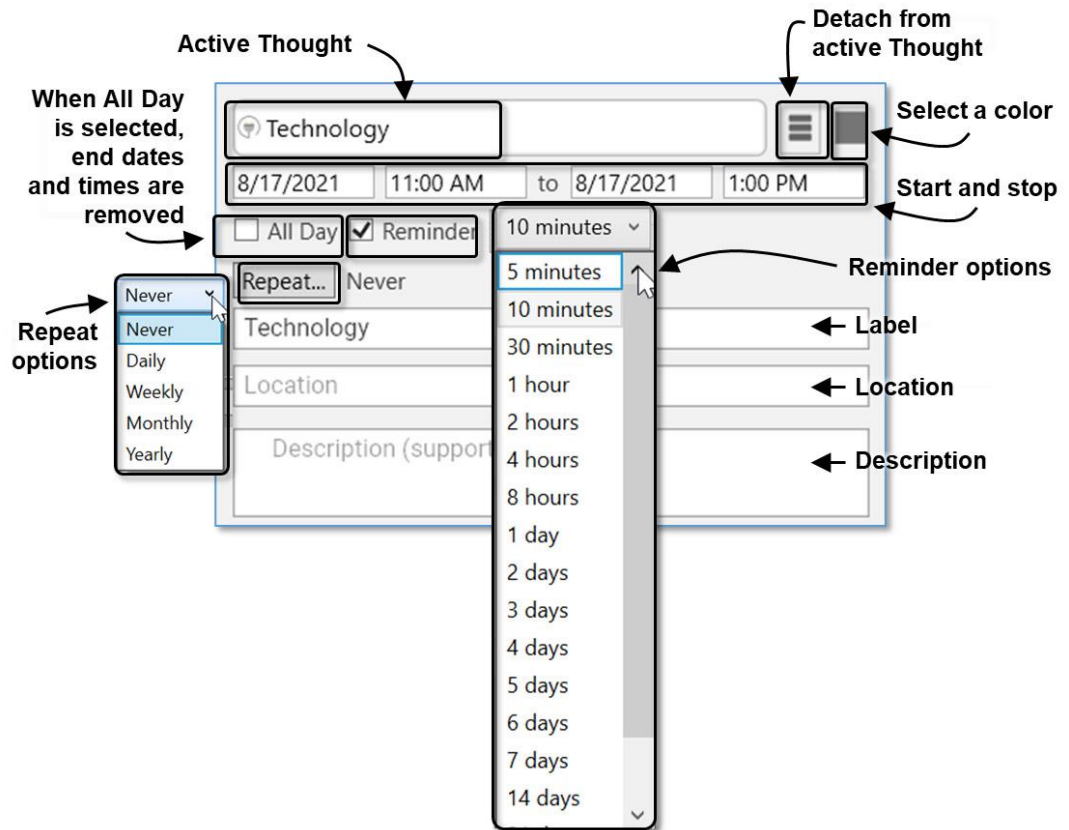 Detach from
active Thought
Active Thought
When All Day
is selected,
end dates
and times are
removed
Technology
Select a color
8/17/2021 11:00 AM to 8/17/2021 1:00 PM
Start and stop
All Day Reminder 10 minutes
Reminder options
Repeat... Never
5 minutes
10 minutes
30 minutes
1 hour
2 hours
4 hours
8 hours
1 day
2 days
3 days
4 days
5 days
6 days
7 days
14 days
Never
Never
Daily
Weekly
Monthly
Yearly
Repeat
options
Technology
Label
Location
Location
Description (support
Description